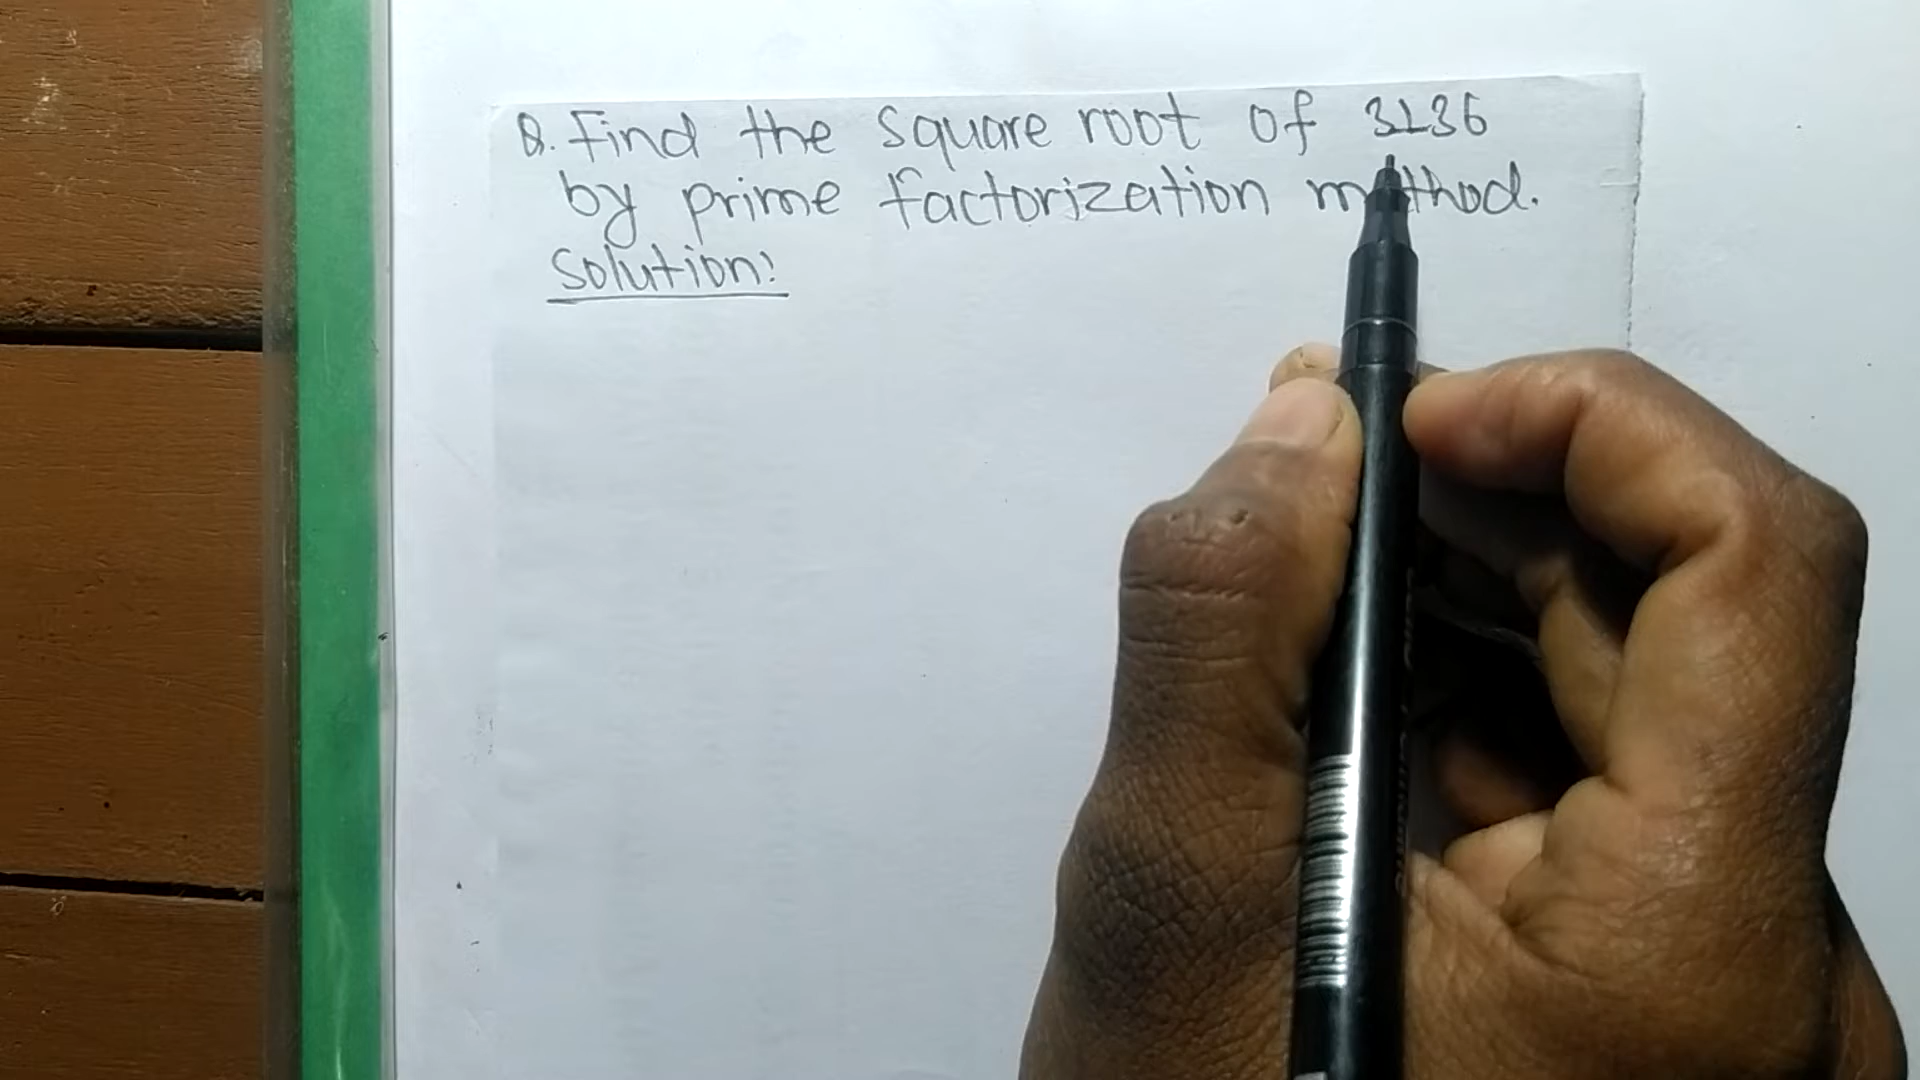 Q. Find the square root of 3136
by prime factorization method.
Solution: